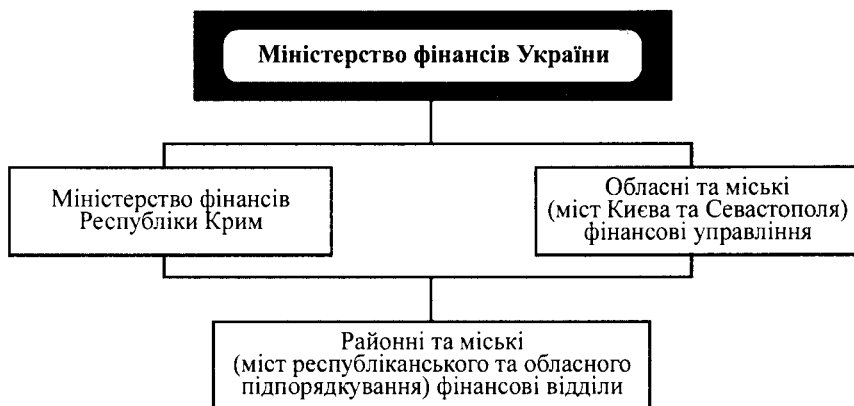 Міністерство фінансів України
Міністерство фінансів
Республіки Крим
Обласні та міські
(міст Києва та Севастополя)
фінансові управління
Районні та міські
(міст республіканського та обласного
підпорядкування) фінансові відділи